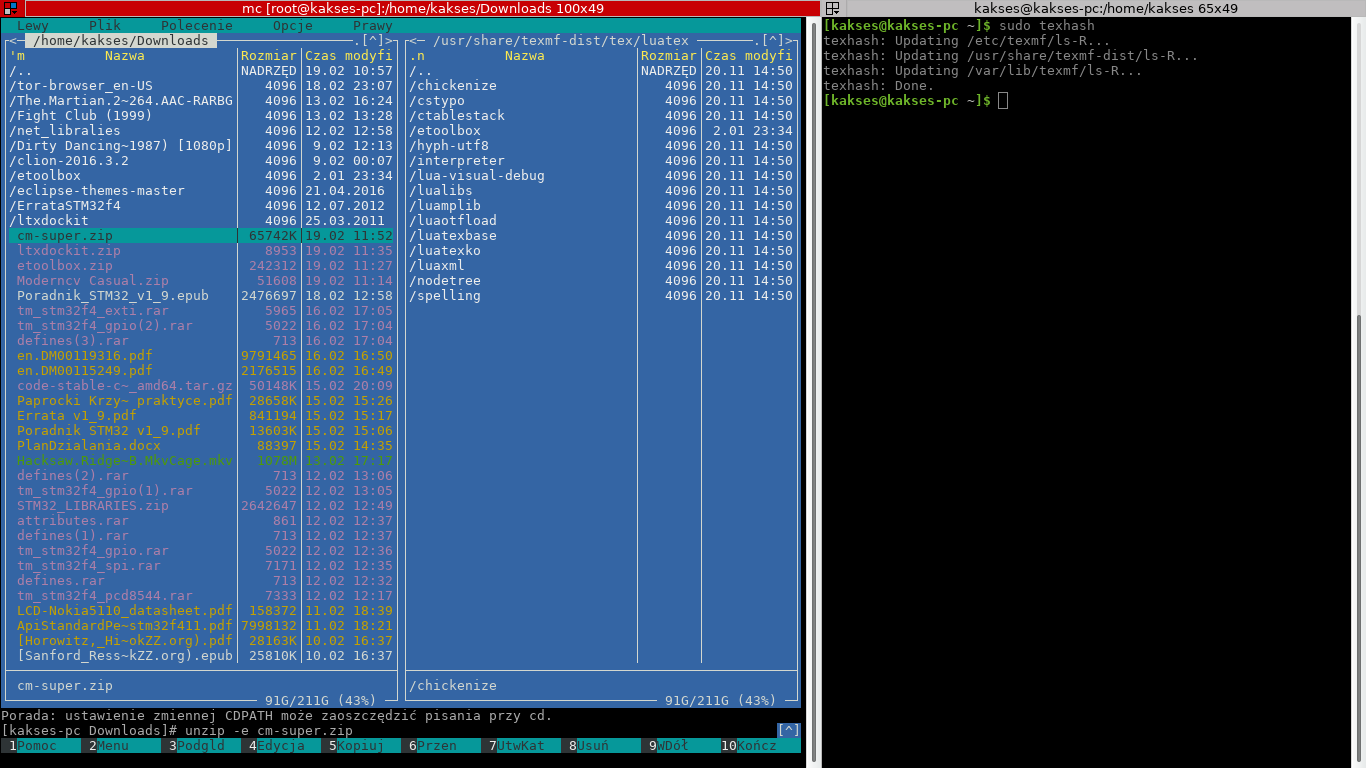 mc [root@kakses-pc]:/home/kakses/Downloads 100x49
Lewy Plik Polecenie Opcje Prawy
<─ /home/kakses/Downloads .[^]>
'm Nazwa Rozmiar Czas modyfi
/.. NADRZĘD 19.02 10:57
/tor-browser_en-US 4096 18.02 23:07
/The.Martian.2~264.AAC-RARBG 4096 13.02 16:24
/Fight Club (1999) 4096 13.02 13:28
/net_libralies 4096 12.02 12:58
/Dirty Dancing~1987) [1080p] 4096 9.02 12:13
/clion-2016.3.2 4096 9.02 00:07
/etoolbox 4096 2.01 23:34
/eclipse-themes-master 4096 21.04.2016
/ErrataSTM32f4 4096 12.07.2012
/ltxdockit 4096 25.03.2011
cm-super.zip 65742K 19.02 11:52
ltxdockit.zip 8953 19.02 11:35
etoolbox.zip 242312 19.02 11:27
Moderncv_Casual.zip 51608 19.02 11:14
Poradnik_STM32_v1_9.epub 2476697 18.02 12:58
tm_stm32f4_exti.rar 5965 16.02 17:05
tm_stm32f4_gpio(2).rar 5022 16.02 17:04
defines(3).rar 713 16.02 17:04
en.DM00119316.pdf 9791465 16.02 16:50
en.DM00115249.pdf 2176515 16.02 16:49
code-stable-c~_amd64.tar.gz 50148K 15.02 20:09
Paprocki Krzy~ praktyce.pdf 28658K 15.02 15:26
Errata v1_9.pdf 841194 15.02 15:17
Poradnik STM32 v1_9.pdf 13603K 15.02 15:06
PlanDzialania.docx 88397 15.02 14:35
Hacksaw.Ridge~B.MkvCage.mkv 1078M 13.02 17:17
defines(2).rar 713 12.02 13:06
tm_stm32f4_gpio(1).rar 5022 12.02 13:05
STM32_LIBRARIES.zip 2642647 12.02 12:49
attributes.rar 861 12.02 12:37
defines(1).rar 713 12.02 12:37
tm_stm32f4_gpio.rar 5022 12.02 12:36
tm_stm32f4_spi.rar 7171 12.02 12:35
defines.rar 713 12.02 12:32
tm_stm32f4_pcd8544.rar 7333 12.02 12:17
LCD-Nokia5110_datasheet.pdf 158372 11.02 18:39
ApiStandardPe~stm32f411.pdf 7998132 11.02 18:21
[Horowitz,_Hi~okZZ.org).pdf 28163K 10.02 16:37
[Sanford_Ress~kZZ.org).epub 25810K 10.02 16:37
cm-super.zip
91G/211G (43%)
<─ /usr/share/texmf-dist/tex/luatex .[^]>
.n Nazwa Rozmiar Czas modyfi
/.. NADRZĘD 20.11 14:50
/chickenize 4096 20.11 14:50
/cstypo 4096 20.11 14:50
/ctablestack 4096 20.11 14:50
/etoolbox 4096 2.01 23:34
/hyph-utf8 4096 20.11 14:50
/interpreter 4096 20.11 14:50
/lua-visual-debug 4096 20.11 14:50
/lualibs 4096 20.11 14:50
/luamplib 4096 20.11 14:50
/luaotfload 4096 20.11 14:50
/luatexbase 4096 20.11 14:50
/luatexko 4096 20.11 14:50
/luaxml 4096 20.11 14:50
/nodetree 4096 20.11 14:50
/spelling 4096 20.11 14:50
/chickenize
91G/211G (43%)
Porada: ustawienie zmiennej CDPATH może zaoszczędzić pisania przy cd.
[kakses-pc Downloads]# unzip -e cm-super.zip [^]
1Pomoc 2Menu 3Podgld 4Edycja 5Kopiuj 6Przen 7UtwKat 8Usuń 9WDół 10Kończ
kakses@kakses-pc:/home/kakses 65x49
[kakses@kakses-pc ~]$ sudo texhash
texhash: Updating /etc/texmf/ls-R...
texhash: Updating /usr/share/texmf-dist/ls-R...
texhash: Updating /var/lib/texmf/ls-R...
texhash: Done.
[kakses@kakses-pc ~]$